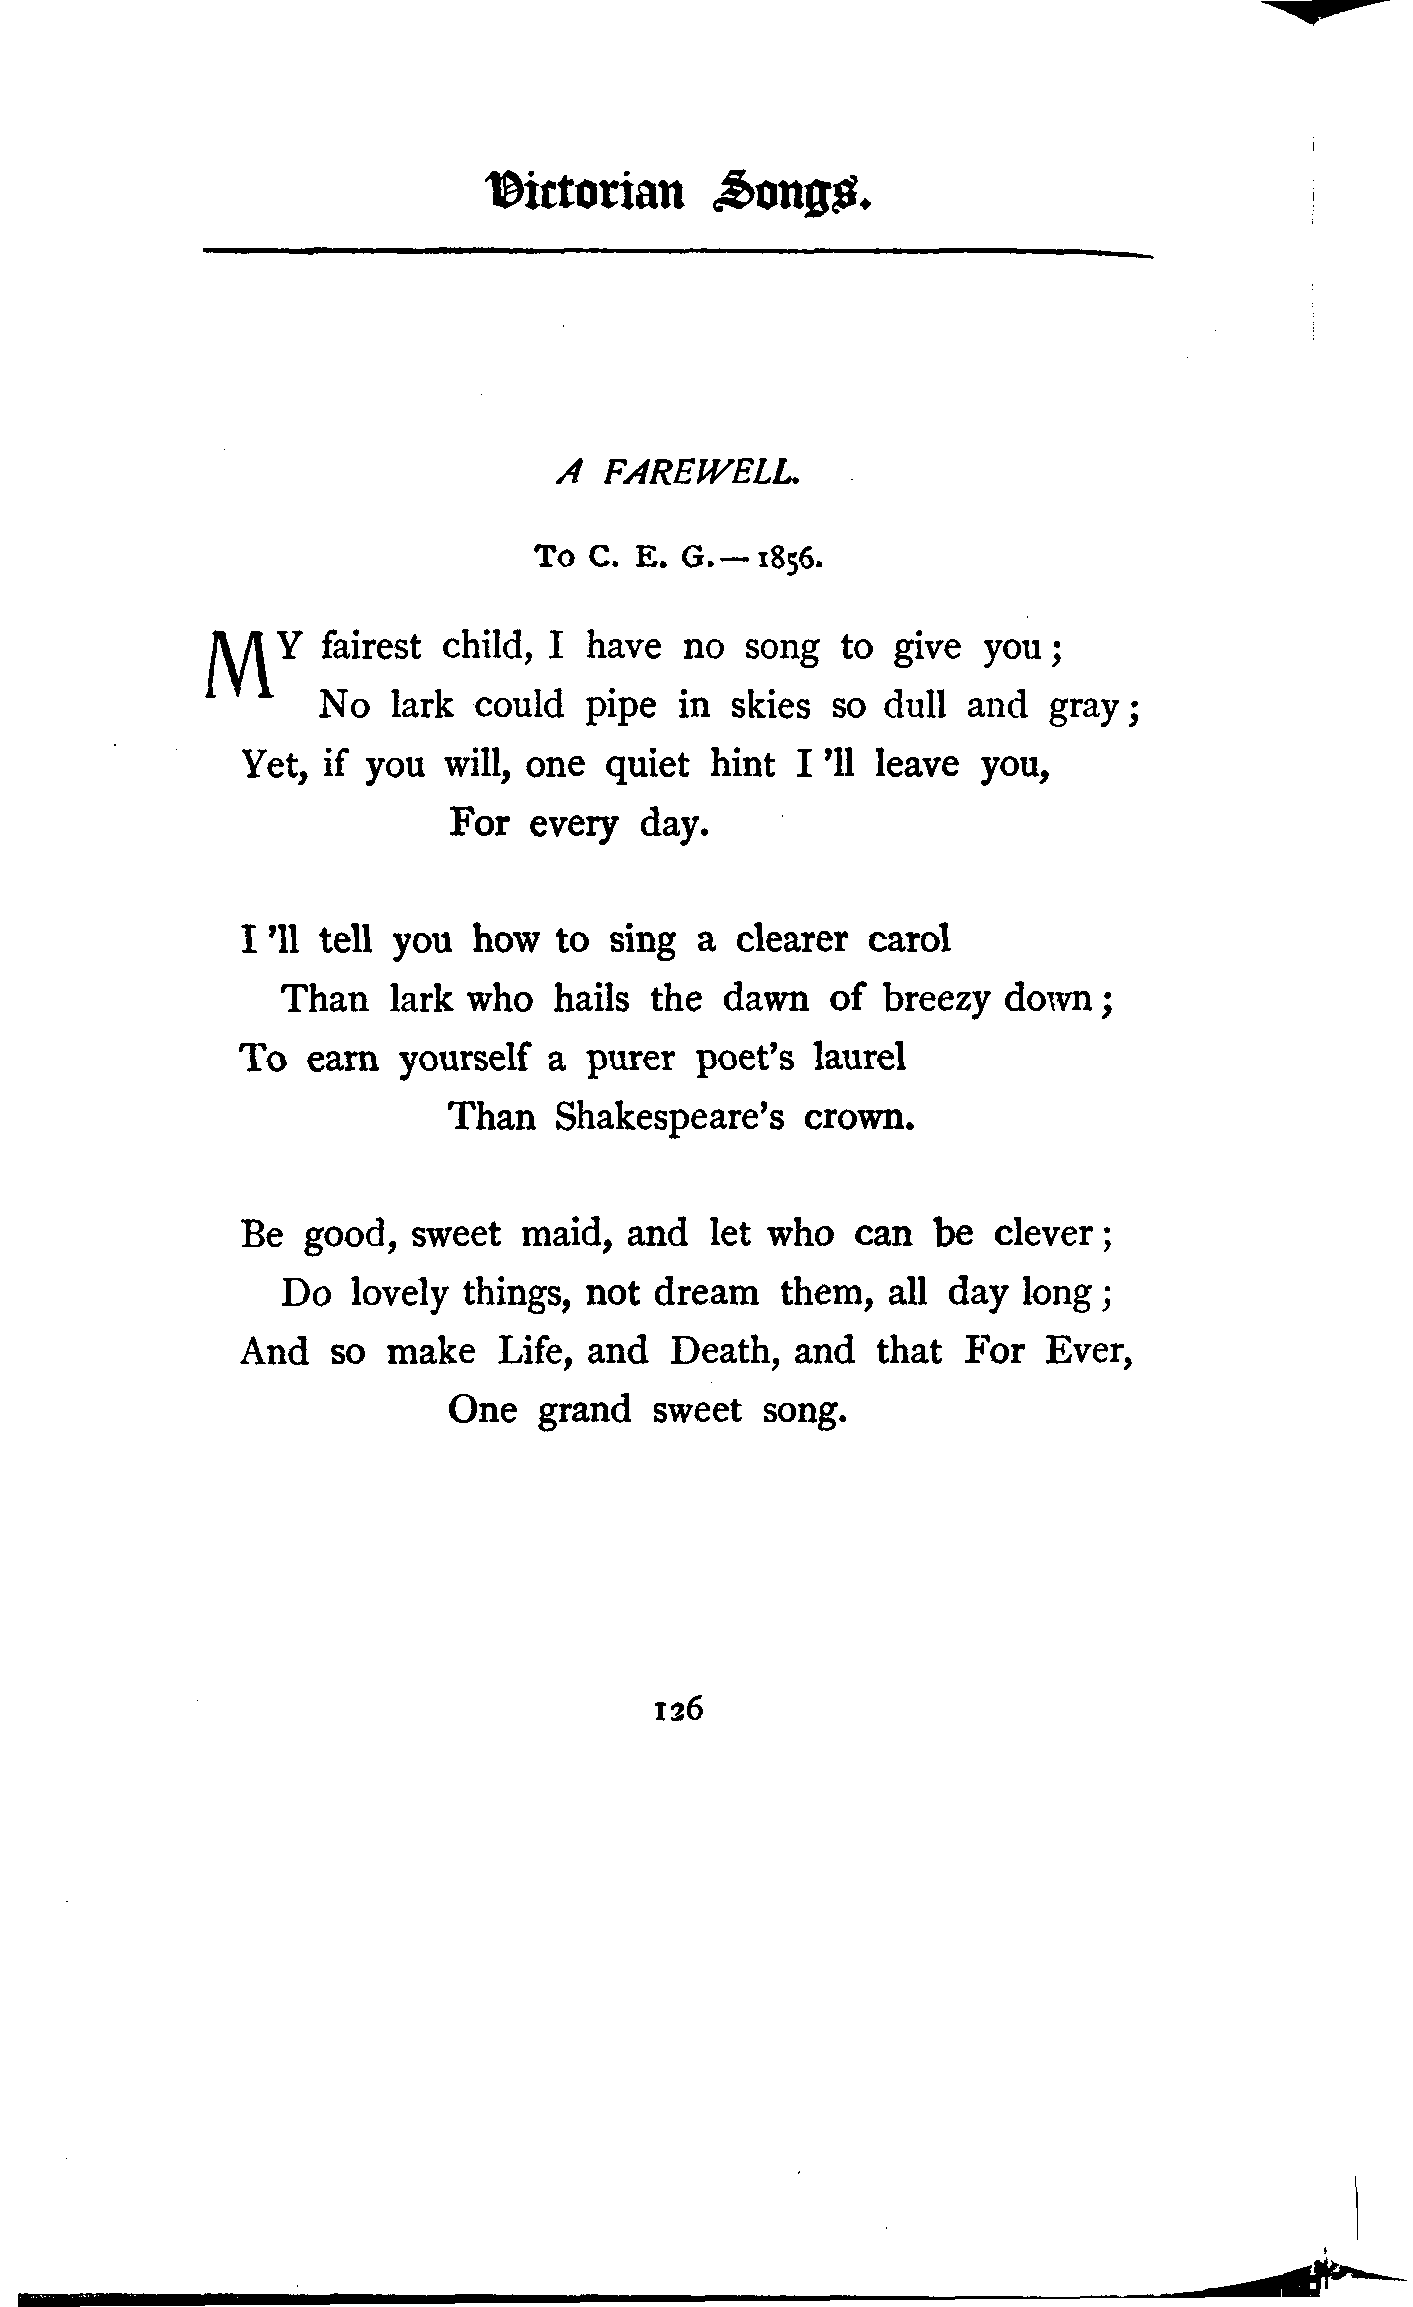 Victorian Songs.
A FAREWELL.
TO C. E. G.— 1856.
MY fairest child, I have no song to give you;
No lark could pipe in skies so dull and gray;
Yet, if you will, one quiet hint I 'll leave you,
For every day.
I 'll tell you how to sing a clearer carol
Than lark who hails the dawn of breezy down;
To earn yourself a purer poet's laurel
Than Shakespeare's crown.
Be good, sweet maid, and let who can be clever;
Do lovely things, not dream them, all day long;
And so make Life, and Death, and that For Ever,
One grand sweet song.
126